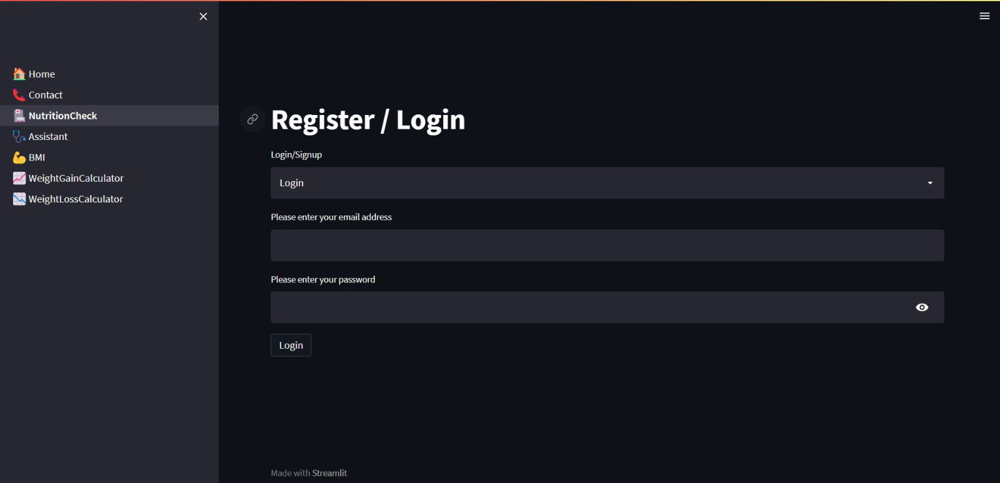 Home
Contact
NutritionCheck
Assistant
BMI
WeightGainCalculator
WeightLossCalculator
Register / Login
Login/Signup
Login
Please enter your email address
Please enter your password
Login
Made with Streamlit